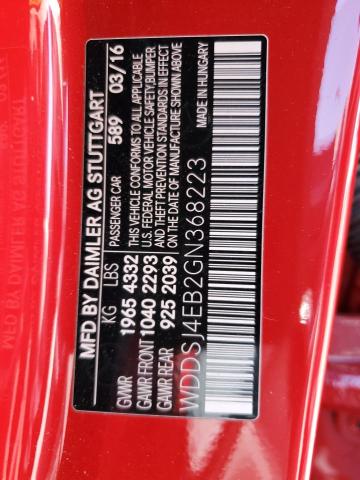 MFD BY DAIMLER AG STUTTGART
KG LBS PASSENGER CAR 589 03/16
GVWR 1965 4332 THIS VEHICLE CONFORMS TO ALL APPLICABLE
GAWR FRONT 1040 2293 U.S. FEDERAL MOTOR VEHICLE SAFETY, BUMPER
GAWR REAR 925 2039 AND THEFT PREVENTION STANDARDS IN EFFECT
ON THE DATE OF MANUFACTURE SHOWN ABOVE
MADE IN HUNGARY
WDDSJ4EB2GN368223